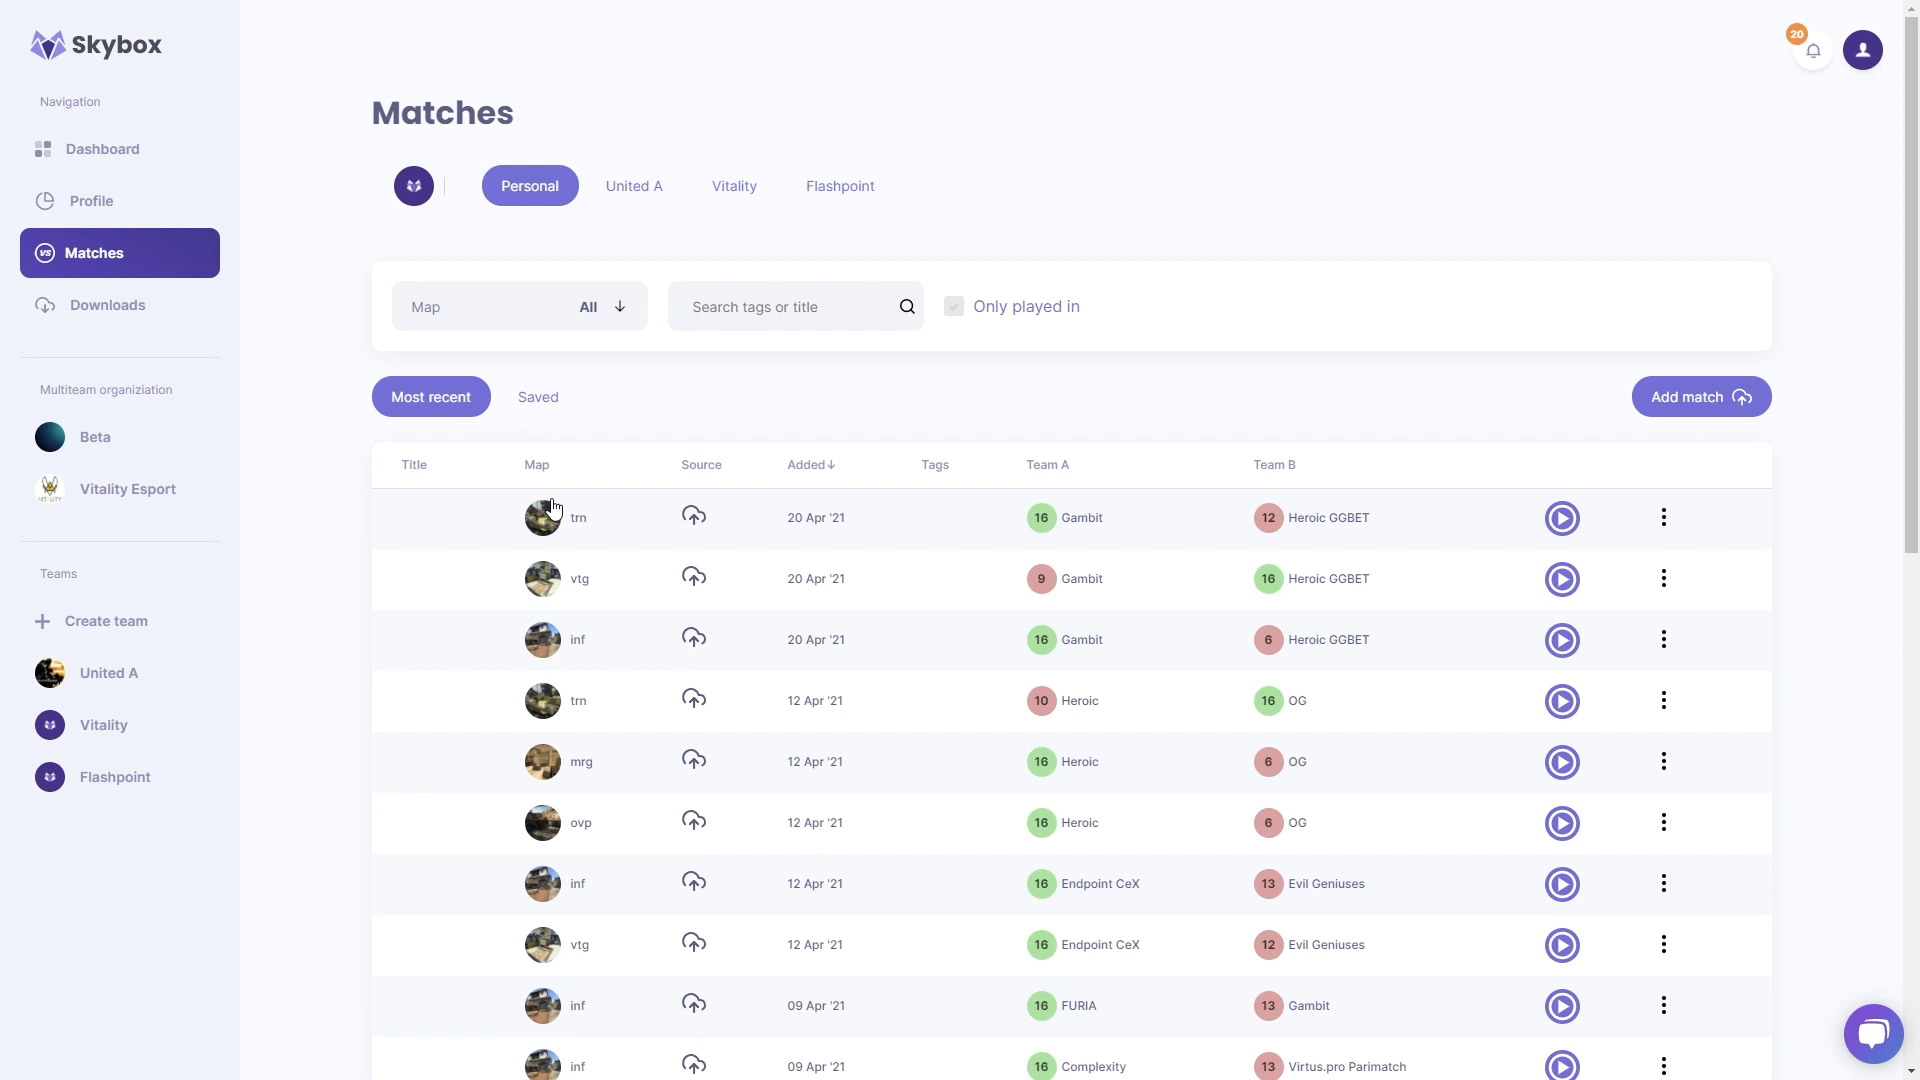 Skybox
20
Navigation
Dashboard
Profile
VS Matches
Downloads
Multiteam organiziation
Beta
Vitality Esport
Teams
Create team
United A
Vitality
Flashpoint
Matches
Personal United A Vitality Flashpoint
Map All Search tags or title Only played in
Most recent Saved Add match
Title Map Source Added Tags Team A Team B
trn 20 Apr '21 16 Gambit 12 Heroic GGBET
vtg 20 Apr '21 9 Gambit 16 Heroic GGBET
inf 20 Apr '21 16 Gambit 6 Heroic GGBET
trn 12 Apr '21 10 Heroic 16 OG
mrg 12 Apr '21 16 Heroic 6 OG
ovp 12 Apr '21 16 Heroic 6 OG
inf 12 Apr '21 16 Endpoint CeX 13 Evil Geniuses
vtg 12 Apr '21 16 Endpoint CeX 12 Evil Geniuses
inf 09 Apr '21 16 FURIA 13 Gambit
inf 09 Apr '21 16 Complexity 13 Virtus.pro Parimatch